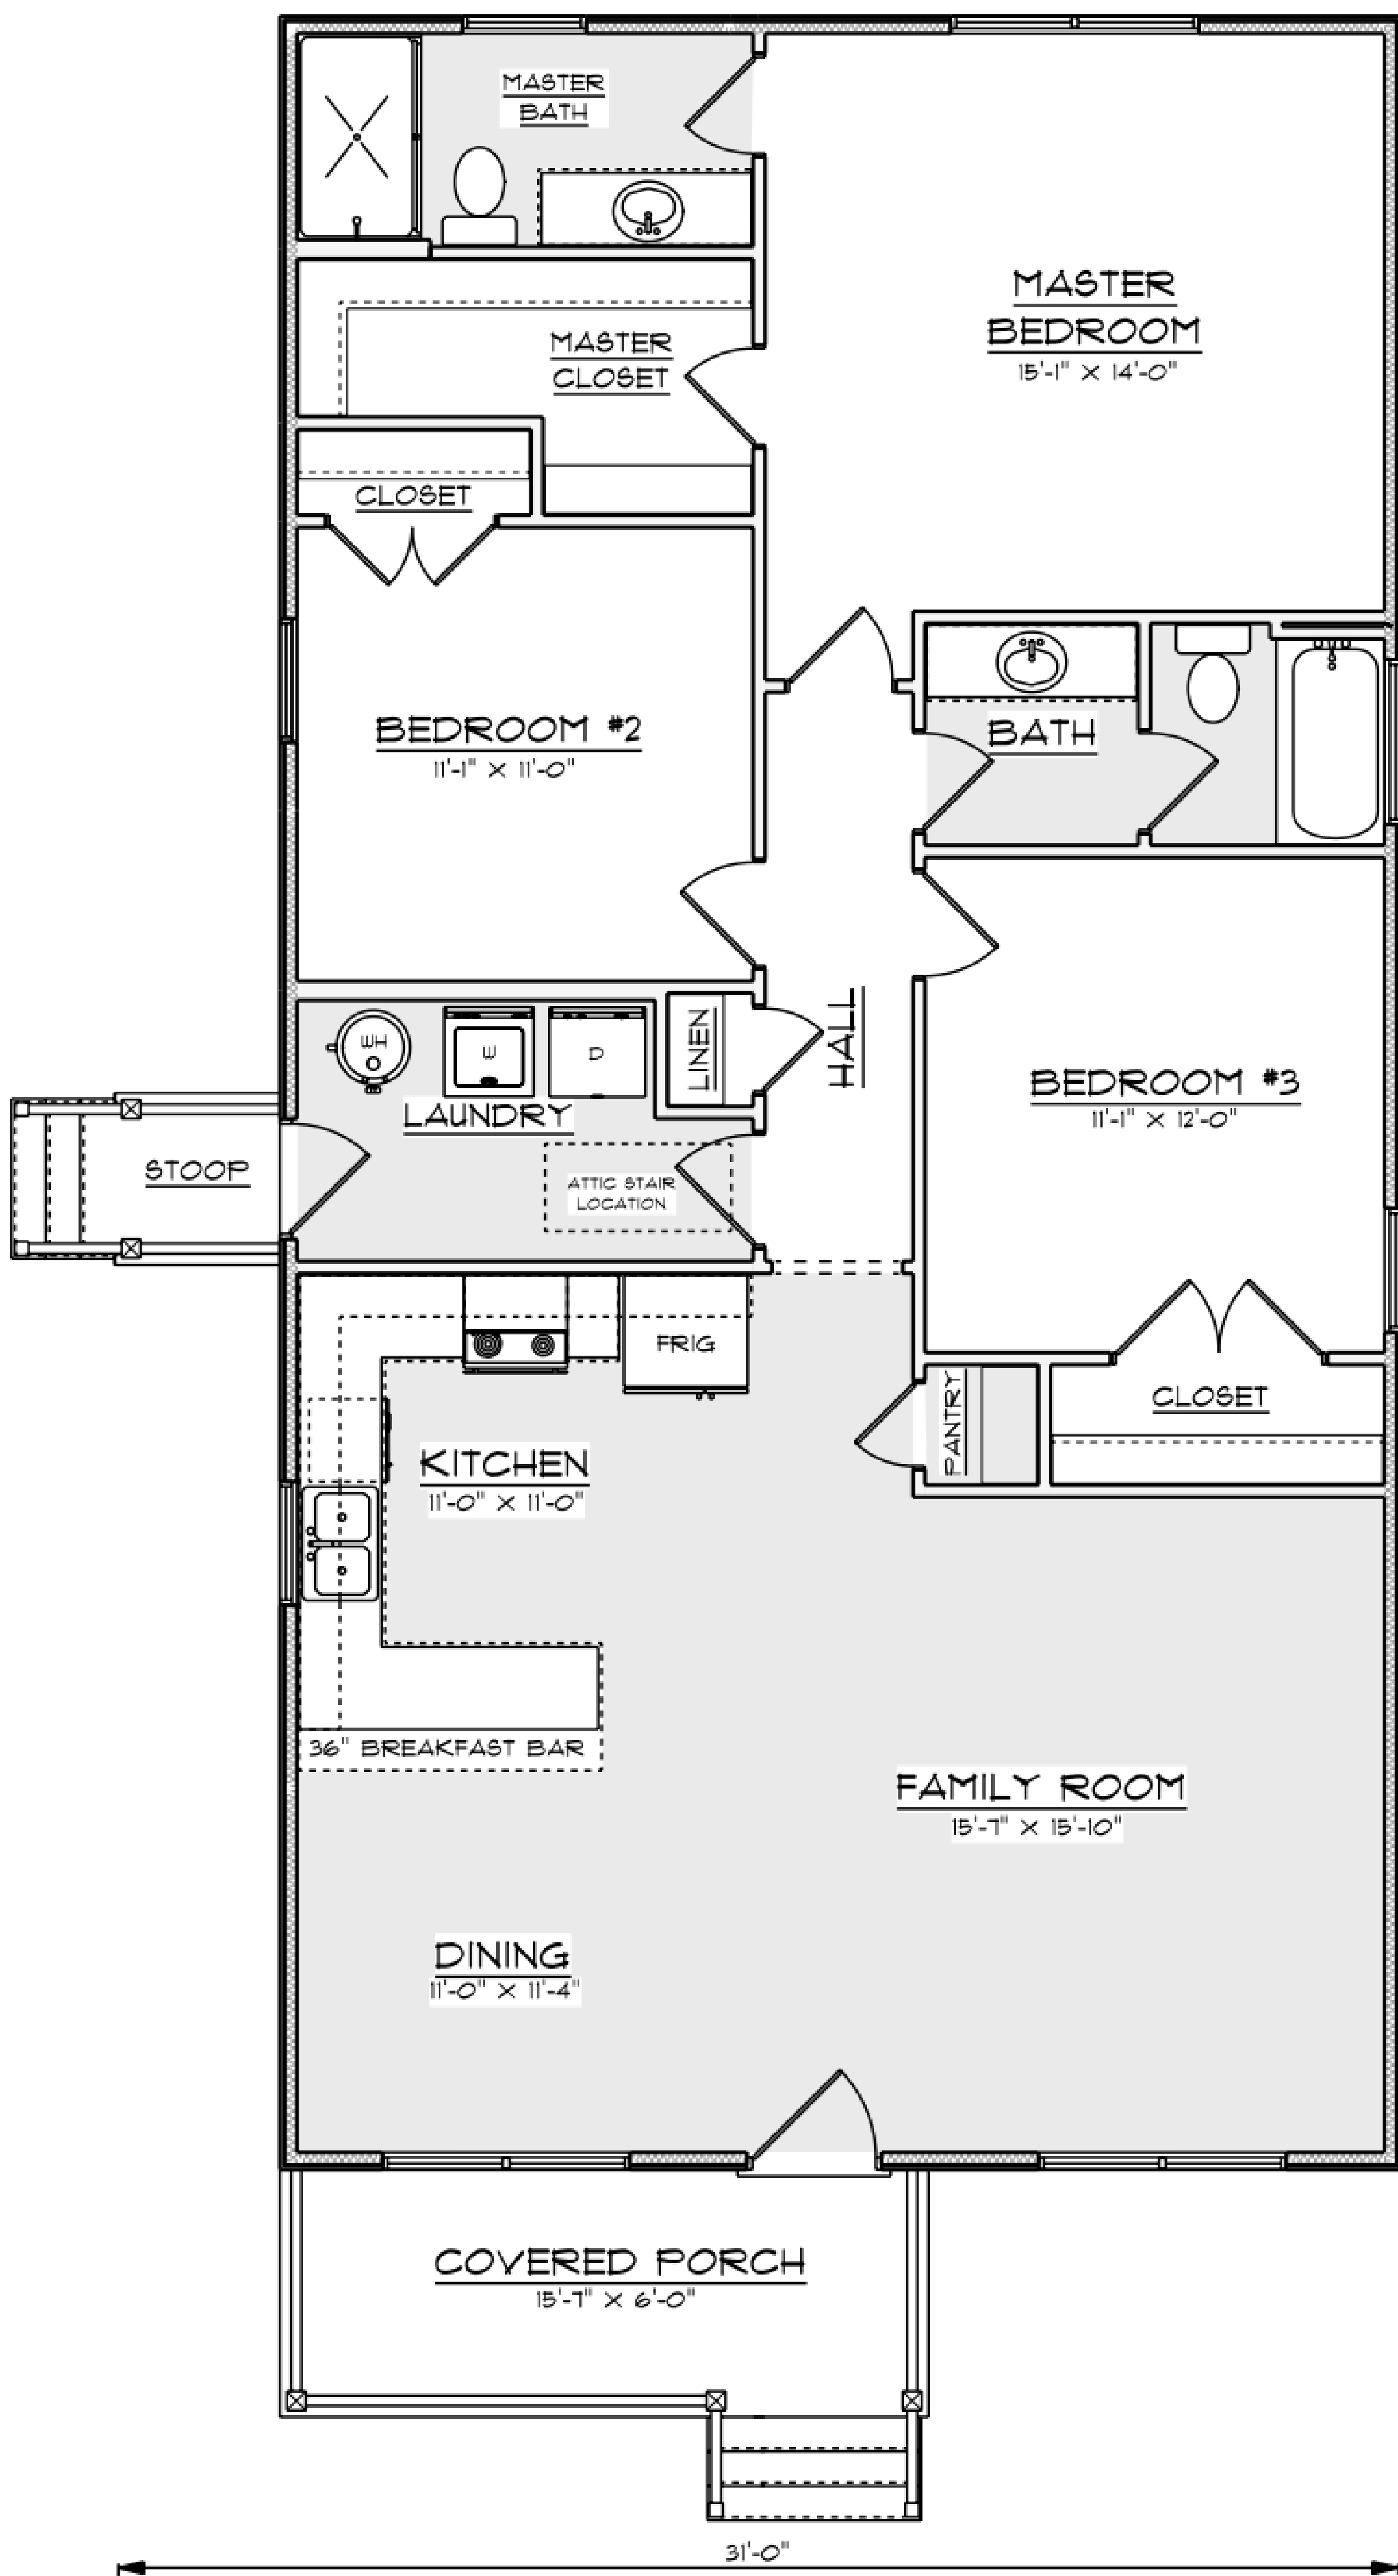 MASTER
BATH
MASTER
BEDROOM
15'-1" X 14'-0"
MASTER
CLOSET
CLOSET
BEDROOM #2
11'-1" X 11'-0"
BATH
LINEN
HALL
WH
W
D
LAUNDRY
BEDROOM #3
11'-1" X 12'-0"
STOOP
ATTIC STAIR
LOCATION
FRIG
PANTRY
CLOSET
KITCHEN
11'-0" X 11'-0"
36" BREAKFAST BAR
FAMILY ROOM
15'-7" X 15'-10"
DINING
11'-0" X 11'-4"
COVERED PORCH
15'-7" X 6'-0"
31'-0"